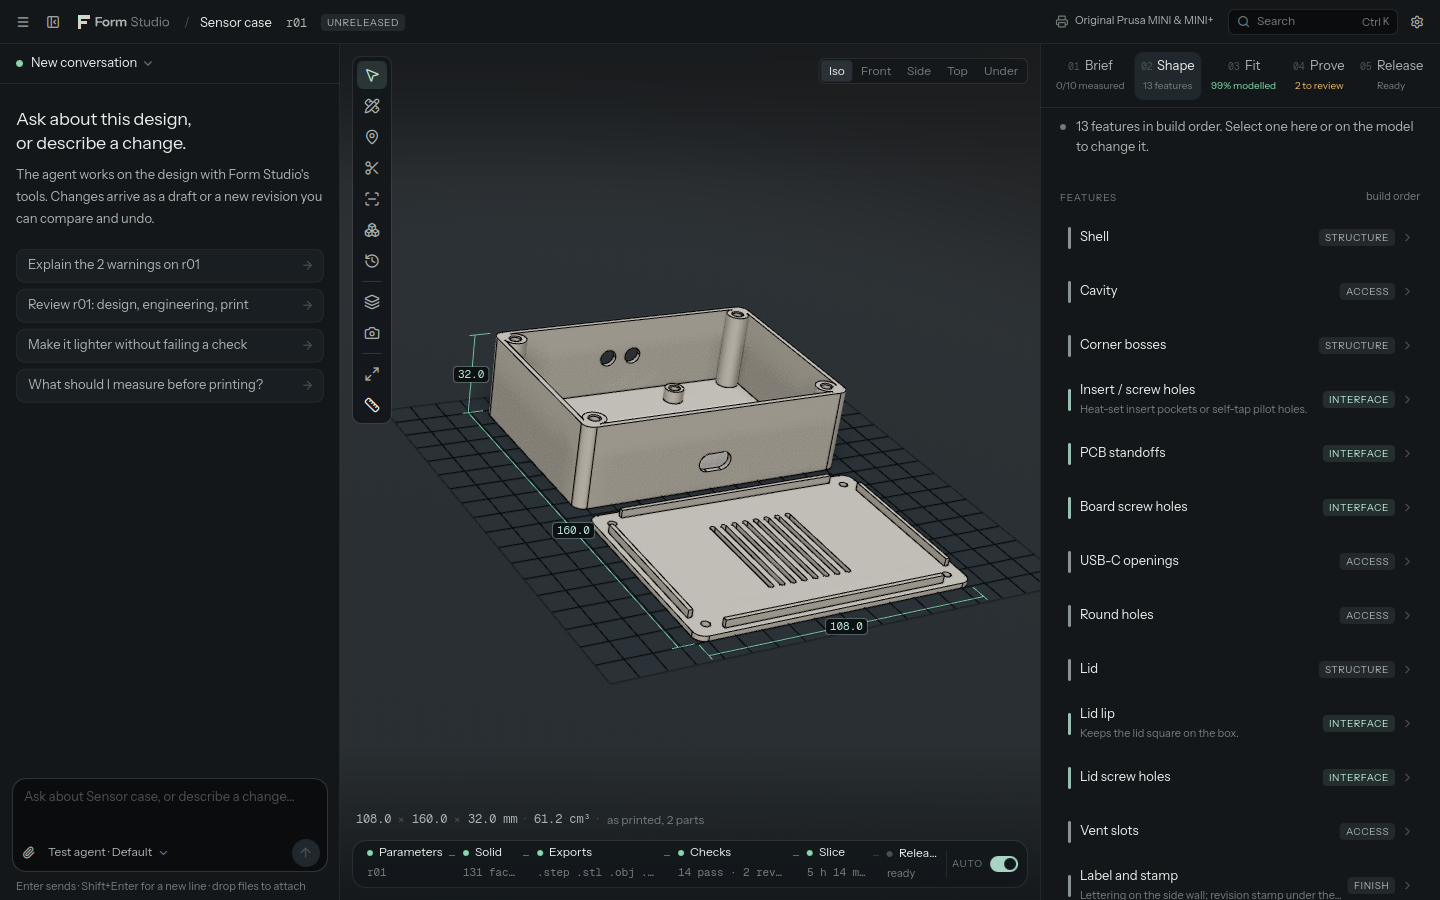 Form Studio / Sensor case r01 UNRELEASED
Original Prusa MINI & MINI+
Search Ctrl K
New conversation
Ask about this design,
or describe a change.
The agent works on the design with Form Studio's
tools. Changes arrive as a draft or a new revision you
can compare and undo.
Explain the 2 warnings on r01
Review r01: design, engineering, print
Make it lighter without failing a check
What should I measure before printing?
Ask about Sensor case, or describe a change...
Test agent · Default
Enter sends · Shift+Enter for a new line · drop files to attach
Iso Front Side Top Under
32.0
160.0
108.0
108.0 × 160.0 × 32.0 mm · 61.2 cm³ · as printed, 2 parts
Parameters
r01
Solid
131 fac…
Exports
.step .stl .obj .…
Checks
14 pass · 2 rev…
Slice
5 h 14 m…
Relea…
ready
AUTO
01 Brief
0/10 measured
02 Shape
13 features
03 Fit
99% modelled
04 Prove
2 to review
05 Release
Ready
13 features in build order. Select one here or on the model
to change it.
FEATURES build order
Shell STRUCTURE
Cavity ACCESS
Corner bosses STRUCTURE
Insert / screw holes INTERFACE
Heat-set insert pockets or self-tap pilot holes.
PCB standoffs INTERFACE
Board screw holes INTERFACE
USB-C openings ACCESS
Round holes ACCESS
Lid STRUCTURE
Lid lip INTERFACE
Keeps the lid square on the box.
Lid screw holes INTERFACE
Vent slots ACCESS
Label and stamp FINISH
Lettering on the side wall; revision stamp under the…